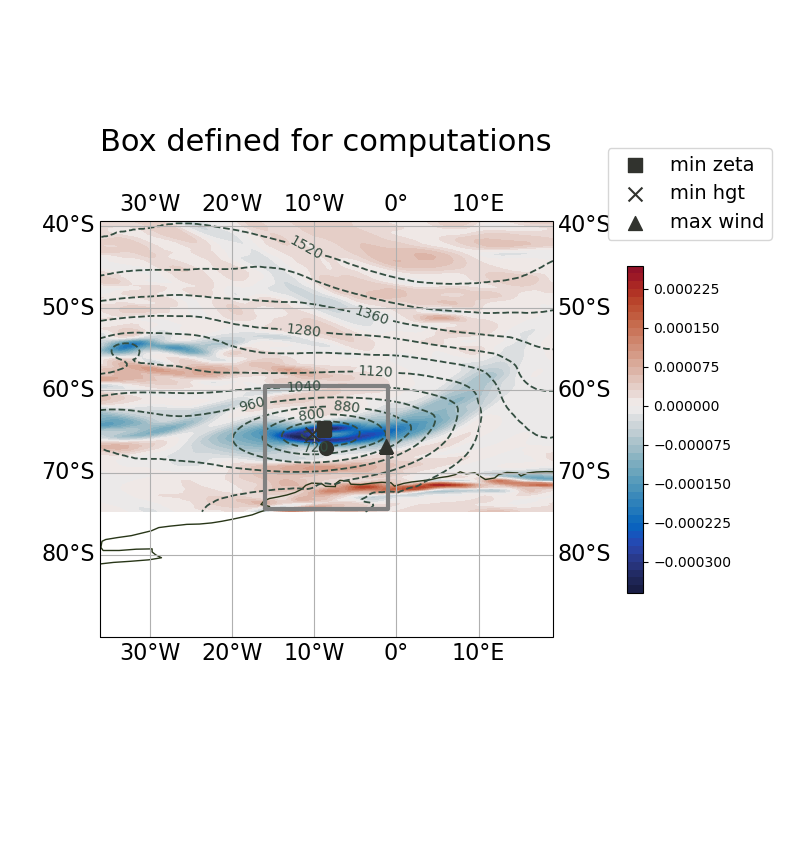 Box defined for computations
min zeta
min hgt
max wind
30°W 20°W 10°W 0° 10°E
40°S 40°S
50°S 50°S
60°S 60°S
70°S 70°S
80°S 80°S
30°W 20°W 10°W 0° 10°E
1520
1360
1280
1120
1040
960
880
800
0.000225
0.000150
0.000075
0.000000
−0.000075
−0.000150
−0.000225
−0.000300